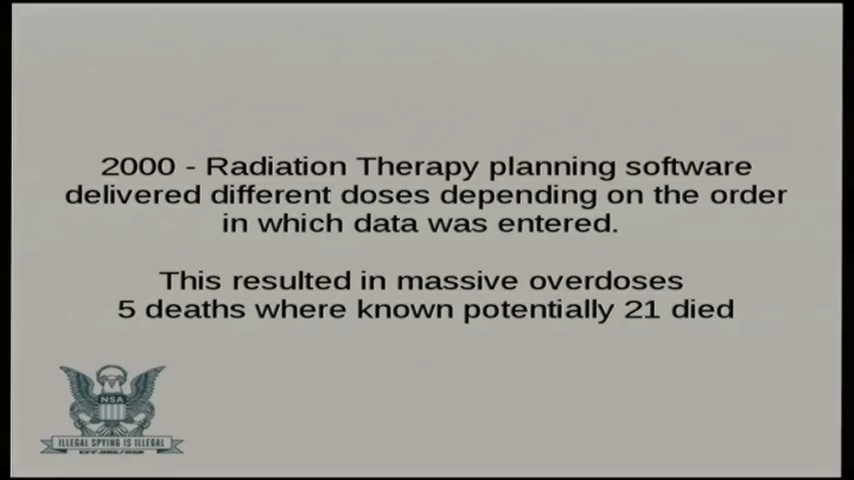 2000 - Radiation Therapy planning software
delivered different doses depending on the order
in which data was entered.
This resulted in massive overdoses
5 deaths where known potentially 21 died
NSA
ILLEGAL SPYING IS ILLEGAL